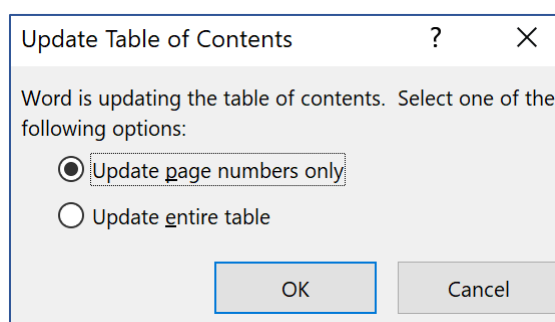 Update Table of Contents ? ×
Word is updating the table of contents. Select one of the
following options:
Update page numbers only
Update entire table
OK Cancel